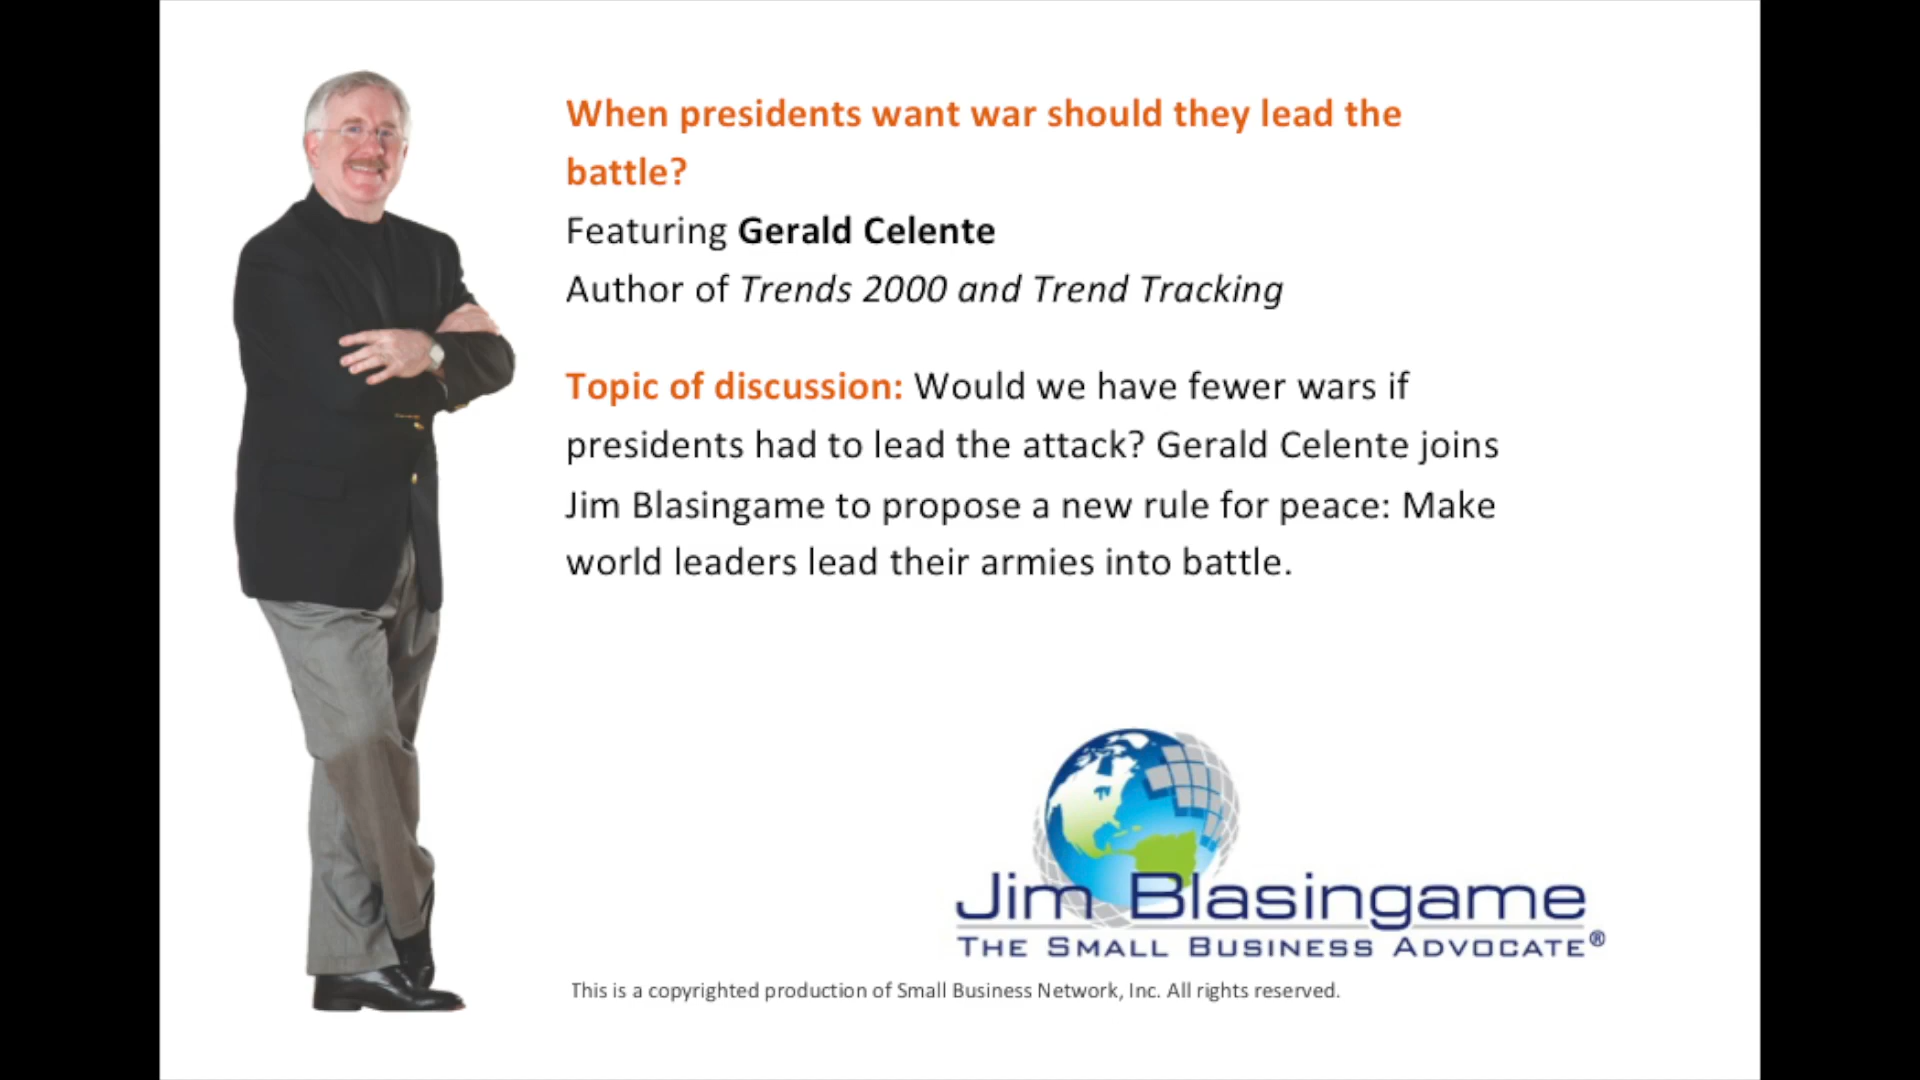 When presidents want war should they lead the
battle?
Featuring Gerald Celente
Author of Trends 2000 and Trend Tracking
Topic of discussion: Would we have fewer wars if
presidents had to lead the attack? Gerald Celente joins
Jim Blasingame to propose a new rule for peace: Make
world leaders lead their armies into battle.
Jim Blasingame
THE SMALL BUSINESS ADVOCATE®
This is a copyrighted production of Small Business Network, Inc. All rights reserved.